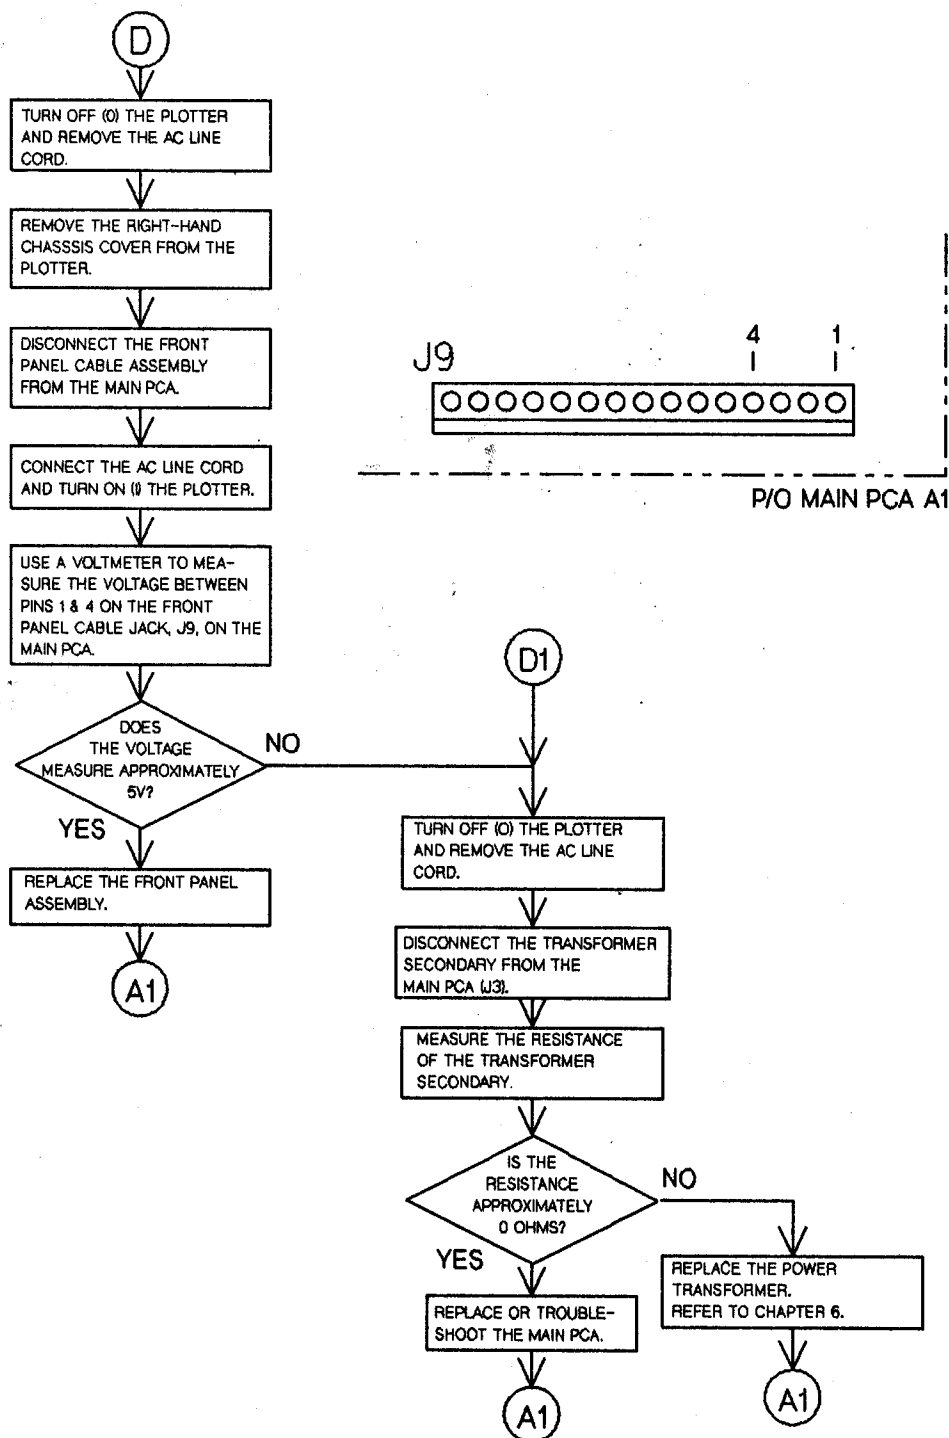 D
TURN OFF (0) THE PLOTTER
AND REMOVE THE AC LINE
CORD.
REMOVE THE RIGHT-HAND
CHASSSIS COVER FROM THE
PLOTTER.
DISCONNECT THE FRONT
PANEL CABLE ASSEMBLY
FROM THE MAIN PCA.
CONNECT THE AC LINE CORD
AND TURN ON (I) THE PLOTTER.
USE A VOLTMETER TO MEA-
SURE THE VOLTAGE BETWEEN
PINS 1 & 4 ON THE FRONT
PANEL CABLE JACK, J9, ON THE
MAIN PCA.
DOES
THE VOLTAGE
MEASURE APPROXIMATELY
5V?
NO
YES
REPLACE THE FRONT PANEL
ASSEMBLY.
A1
J9
4 1
P/O MAIN PCA A1
D1
TURN OFF (0) THE PLOTTER
AND REMOVE THE AC LINE
CORD.
DISCONNECT THE TRANSFORMER
SECONDARY FROM THE
MAIN PCA (J3).
MEASURE THE RESISTANCE
OF THE TRANSFORMER
SECONDARY.
IS THE
RESISTANCE
APPROXIMATELY
0 OHMS?
NO
YES
REPLACE OR TROUBLE-
SHOOT THE MAIN PCA.
A1
REPLACE THE POWER
TRANSFORMER.
REFER TO CHAPTER 6.
A1